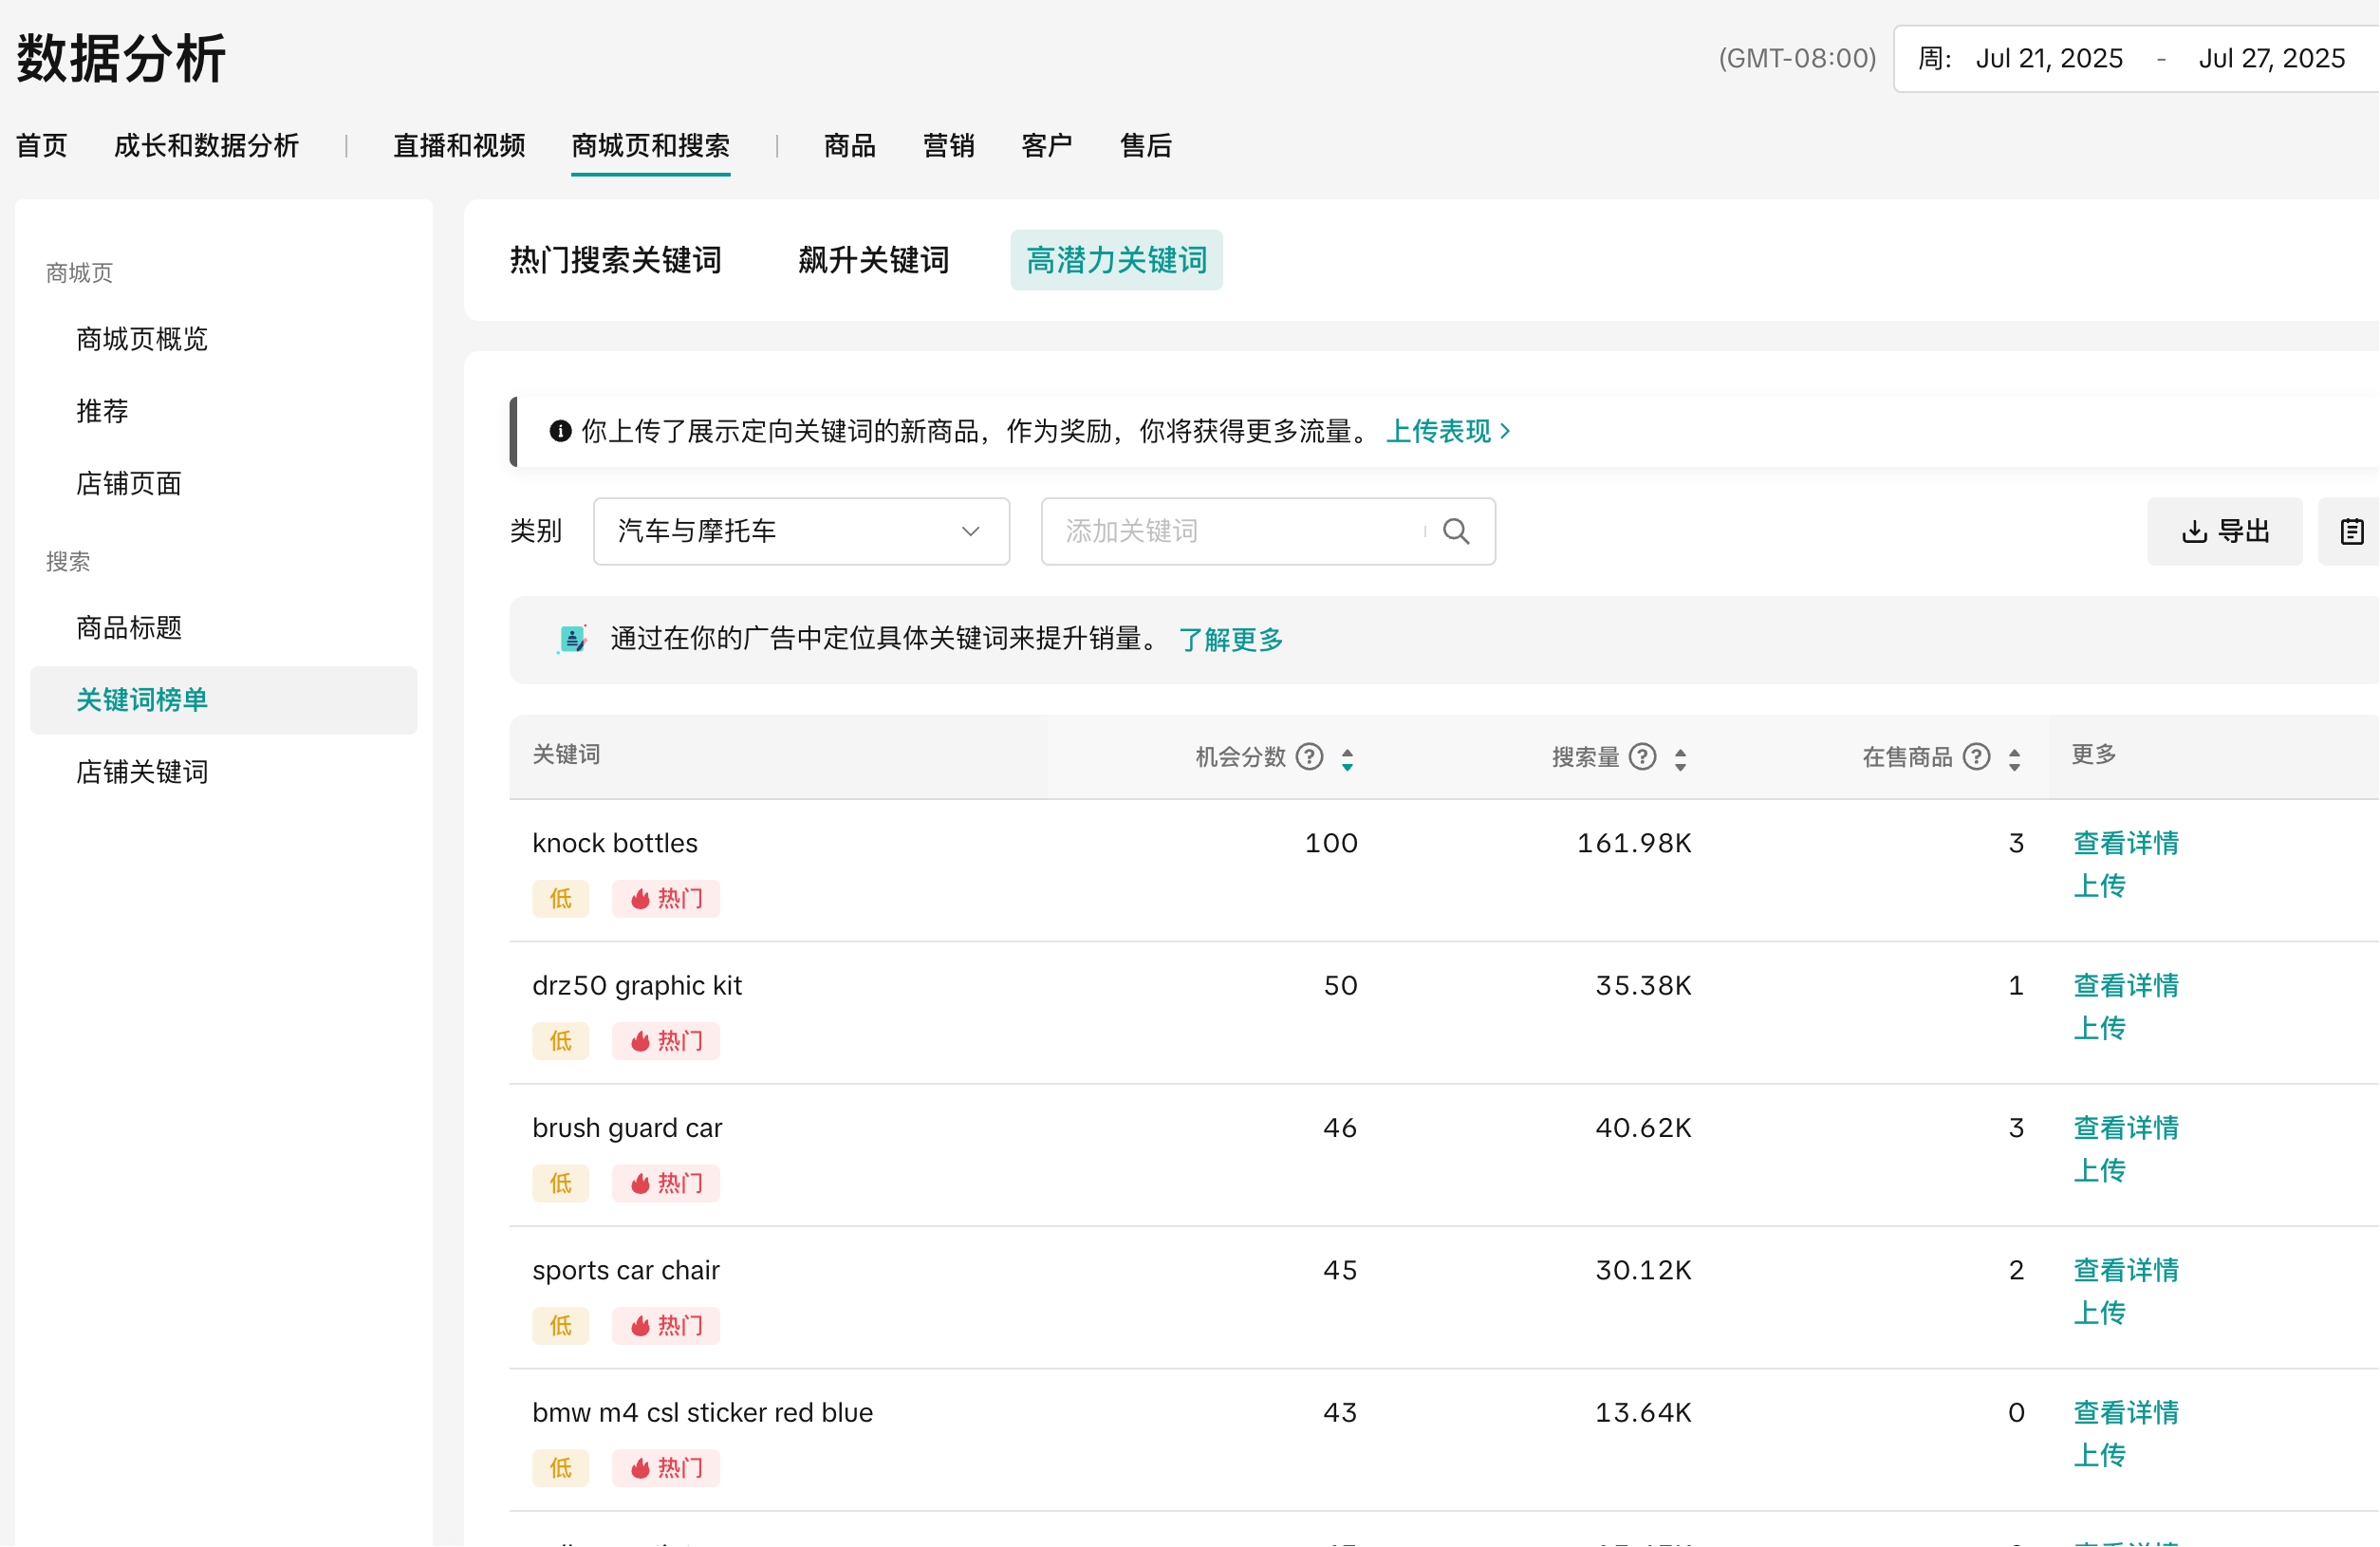 数据分析
(GMT-08:00) 周: Jul 21, 2025 - Jul 27, 2025
首页 成长和数据分析 | 直播和视频 商城页和搜索 | 商品 营销 客户 售后
商城页
商城页概览
推荐
店铺页面
搜索
商品标题
关键词榜单
店铺关键词
热门搜索关键词 飙升关键词 高潜力关键词
你上传了展示定向关键词的新商品，作为奖励，你将获得更多流量。 上传表现
类别 汽车与摩托车 添加关键词 导出
通过在你的广告中定位具体关键词来提升销量。 了解更多
关键词 机会分数 搜索量 在售商品 更多
knock bottles 100 161.98K 3 查看详情
低 热门 上传
drz50 graphic kit 50 35.38K 1 查看详情
低 热门 上传
brush guard car 46 40.62K 3 查看详情
低 热门 上传
sports car chair 45 30.12K 2 查看详情
低 热门 上传
bmw m4 csl sticker red blue 43 13.64K 0 查看详情
低 热门 上传